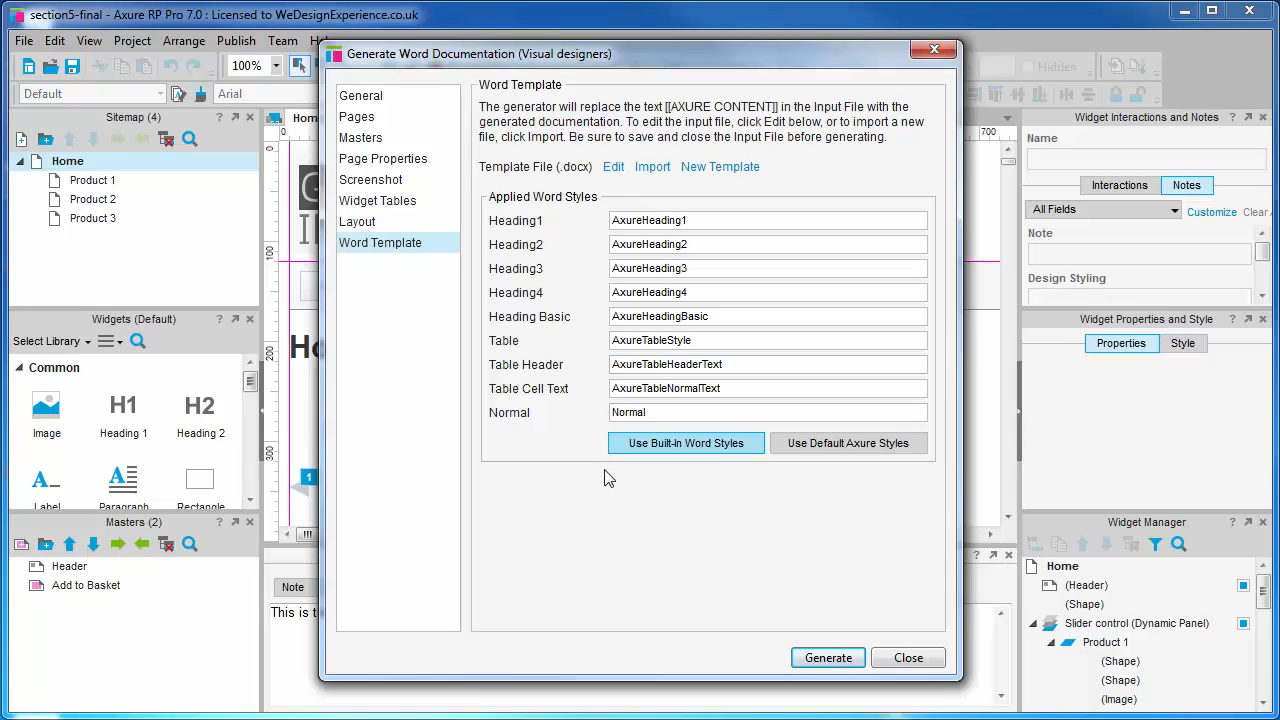 section5-final - Axure RP Pro 7.0 : Licensed to WeDesignExperience.co.uk
File Edit View Project Arrange Publish Team
100%
Hidden
Default
Arial
Generate Word Documentation (Visual designers)
General
Pages
Masters
Page Properties
Screenshot
Widget Tables
Layout
Word Template
Word Template
The generator will replace the text [[AXURE CONTENT]] in the Input File with the
generated documentation. To edit the input file, click Edit below, or to import a new
file, click Import. Be sure to save and close the Input File before generating.
Template File (.docx) Edit Import New Template
Applied Word Styles
Heading1 AxureHeading1
Heading2 AxureHeading2
Heading3 AxureHeading3
Heading4 AxureHeading4
Heading Basic AxureHeadingBasic
Table AxureTableStyle
Table Header AxureTableHeaderText
Table Cell Text AxureTableNormalText
Normal Normal
Use Built-In Word Styles Use Default Axure Styles
Generate Close
Sitemap (4)
Home
Product 1
Product 2
Product 3
Widgets (Default)
Select Library
Common
H1 H2
Image Heading 1 Heading 2
Label Paragraph Rectangle
Masters (2)
Header
Add to Basket
0
100
200
300
700
1
Note
This is t
Widget Interactions and Notes
Name
Interactions Notes
All Fields Customize Clear
Note
Design Styling
Widget Properties and Style
Properties Style
Widget Manager
Home
(Header)
(Shape)
Slider control (Dynamic Panel)
Product 1
(Shape)
(Shape)
(Image)